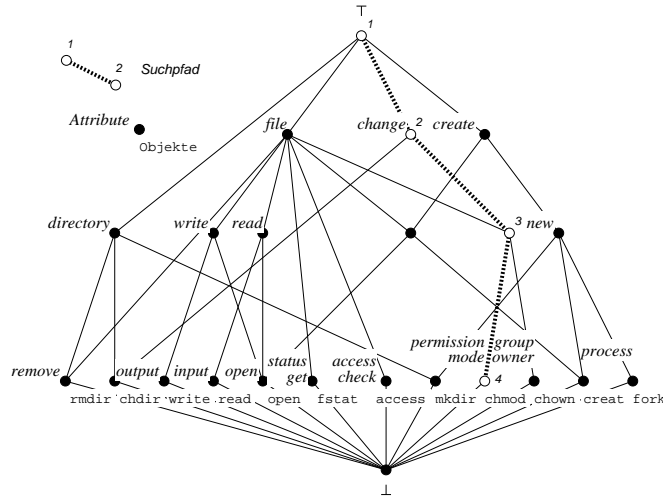 ⊤
1
1
2 Suchpfad
Attribute
Objekte
file change 2 create
directory write read 3 new
permission group
status access mode owner process
remove output input open get check 4
rmdir chdir write read open fstat access mkdir chmod chown creat fork
⊥